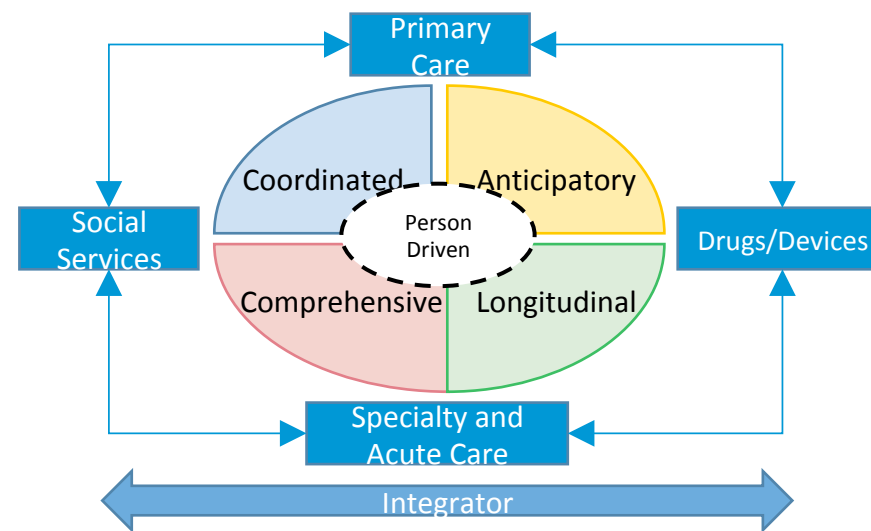 Primary
Care
Coordinated
Anticipatory
Social
Services
Person
Driven
Drugs/Devices
Comprehensive
Longitudinal
Specialty and
Acute Care
Integrator